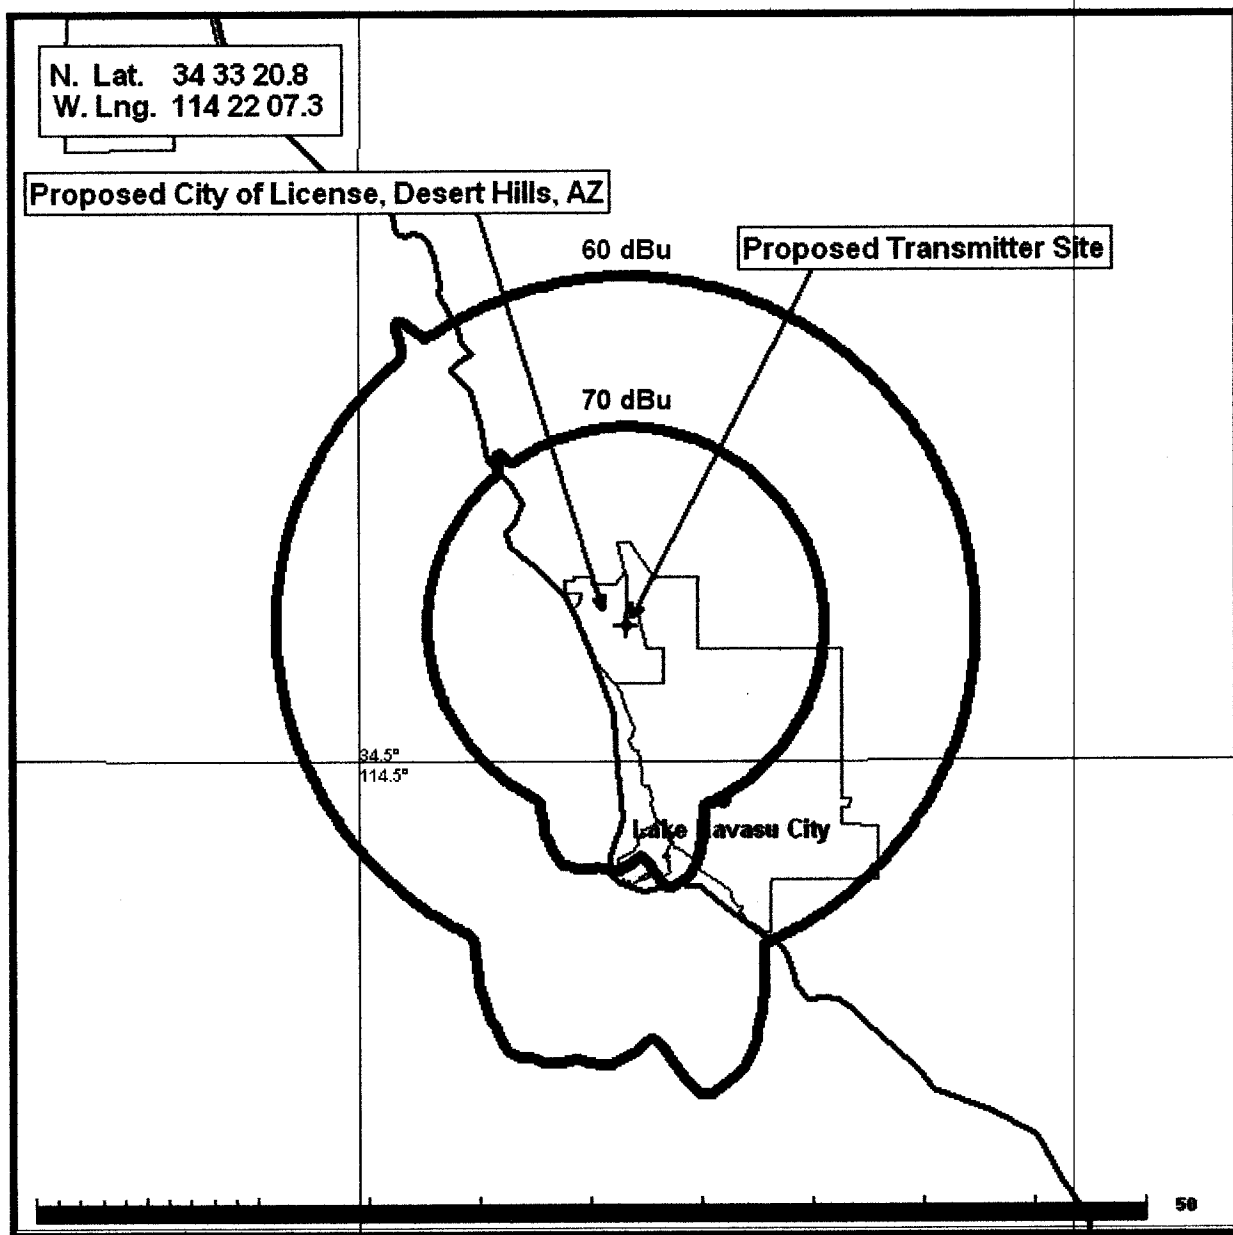 N. Lat. 34 33 20.8
W. Lng. 114 22 07.3
Proposed City of License, Desert Hills, AZ
60 dBu
Proposed Transmitter Site
70 dBu
34.5°
114.5°
Lake Havasu City
50